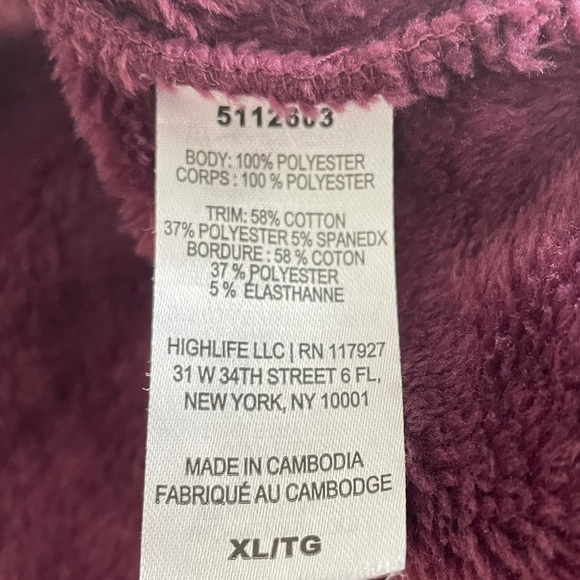 5112603
BODY: 100% POLYESTER
CORPS : 100 % POLYESTER
TRIM: 58% COTTON
37% POLYESTER 5% SPANEDX
BORDURE : 58 % COTON
37 % POLYESTER
5 % ELASTHANNE
HIGHLIFE LLC | RN 117927
31 W 34TH STREET 6 FL,
NEW YORK, NY 10001
MADE IN CAMBODIA
FABRIQUÉ AU CAMBODGE
XL/TG